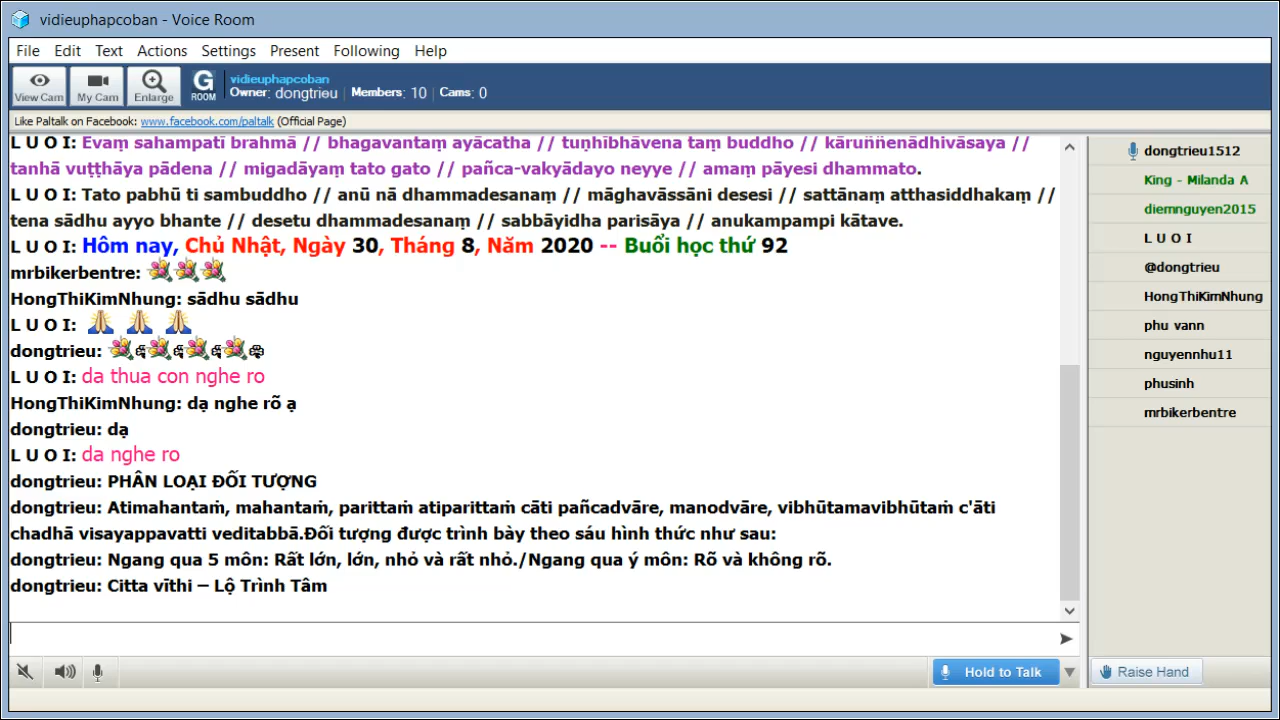 vidieuphapcoban - Voice Room
File Edit Text Actions Settings Present Following Help
View Cam My Cam Enlarge G ROOM vidieuphapcoban
Owner: dongtrieu Members: 10 Cams: 0
Like Paltalk on Facebook: www.facebook.com/paltalk (Official Page)
L U O I: Evaṃ sahampatī brahmā // bhagavantaṃ ayācatha // tuṇhībhāvena taṃ buddho // kāruññenādhivāsaya //
tanhā vuṭṭhāya pādena // migadāyaṃ tato gato // pañca-vakyādayo neyye // amaṃ pāyesi dhammato.
L U O I: Tato pabhū ti sambuddho // anū nā dhammadesanaṃ // māghavāssāni desesi // sattānaṃ atthasiddhakaṃ //
tena sādhu ayyo bhante // desetu dhammadesanaṃ // sabbāyidha parisāya // anukampampi kātave.
L U O I: Hôm nay, Chủ Nhật, Ngày 30, Tháng 8, Năm 2020 -- Buổi học thứ 92
mrbikerbentre:
HongThiKimNhung: sādhu sādhu
L U O I:
dongtrieu:
L U O I: da thua con nghe ro
HongThiKimNhung: dạ nghe rõ ạ
dongtrieu: dạ
L U O I: da nghe ro
dongtrieu: PHÂN LOẠI ĐỐI TƯỢNG
dongtrieu: Atimahantaṁ, mahantaṁ, parittaṁ atiparittaṁ cāti pañcadvāre, manodvāre, vibhūtamavibhūtaṁ c'āti
chadhā visayappavatti veditabbā.Đối tượng được trình bày theo sáu hình thức như sau:
dongtrieu: Ngang qua 5 môn: Rất lớn, lớn, nhỏ và rất nhỏ./Ngang qua ý môn: Rõ và không rõ.
dongtrieu: Citta vīthi – Lộ Trình Tâm
Hold to Talk
dongtrieu1512
King - Milanda A
diemnguyen2015
L U O I
@dongtrieu
HongThiKimNhung
phu vann
nguyennhu11
phusinh
mrbikerbentre
Raise Hand